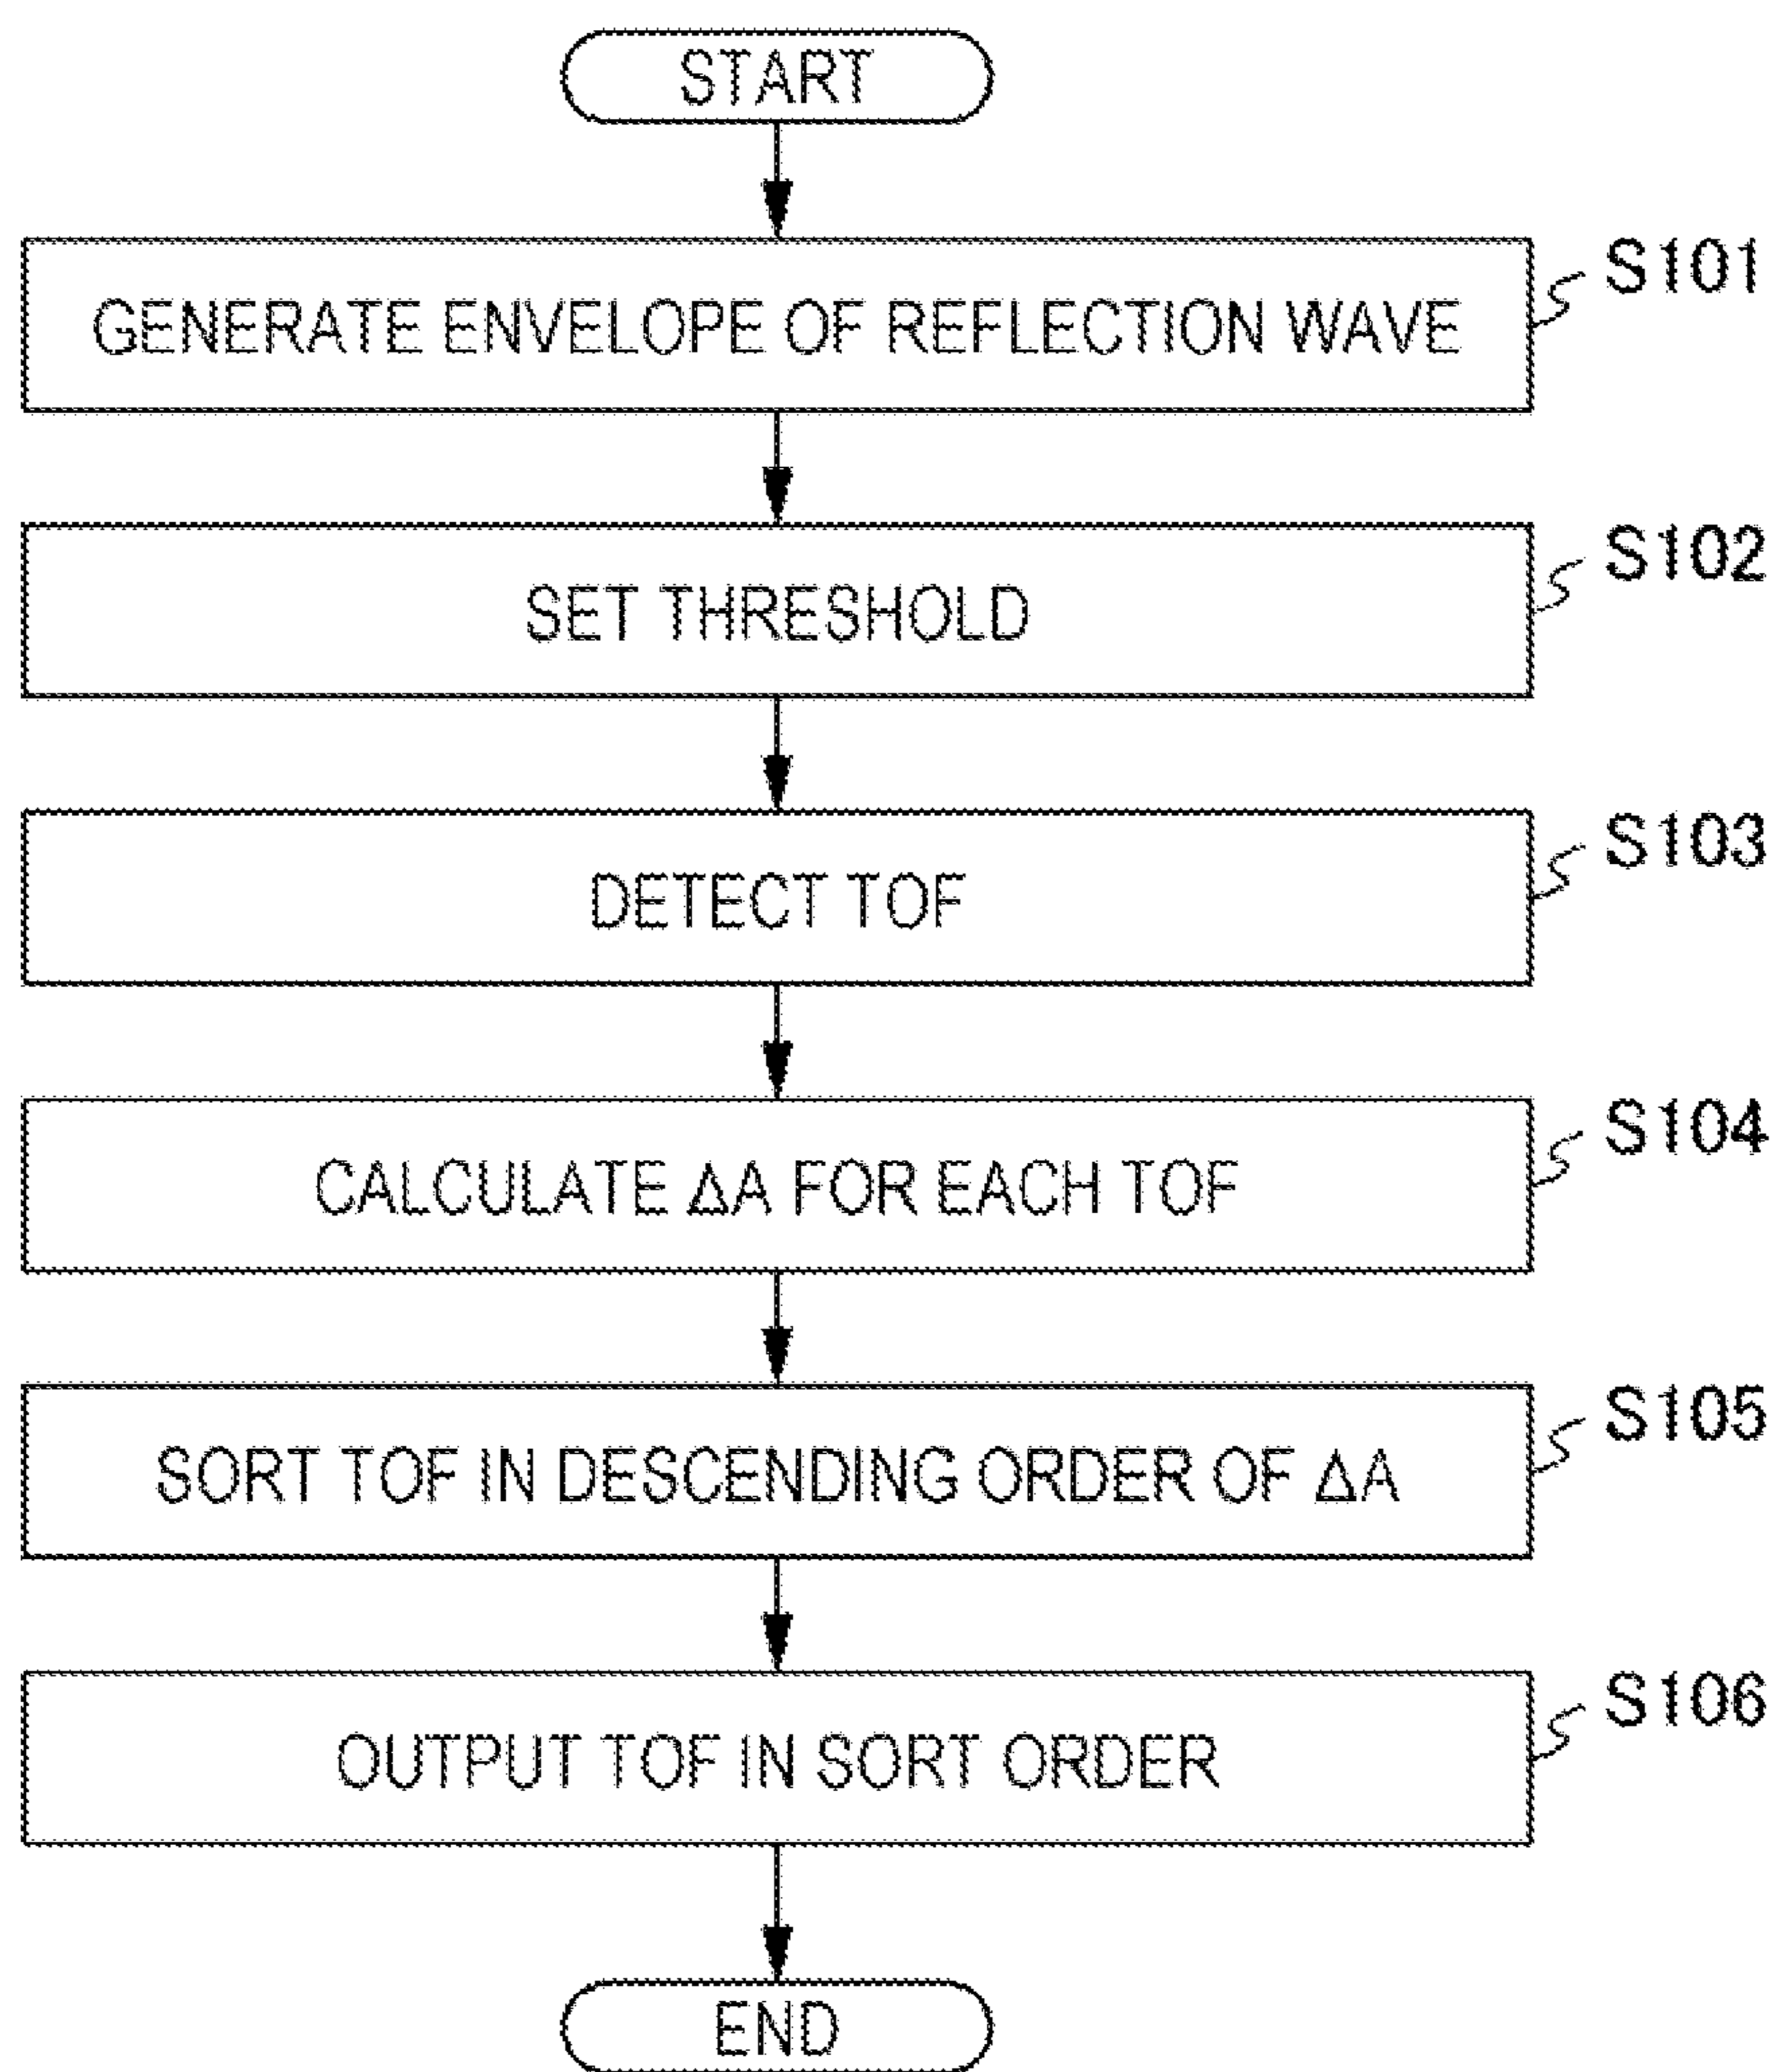 START
GENERATE ENVELOPE OF REFLECTION WAVE
S101
SET THRESHOLD
S102
DETECT TOF
S103
CALCULATE ΔA FOR EACH TOF
S104
SORT TOF IN DESCENDING ORDER OF ΔA
S105
OUTPUT TOF IN SORT ORDER
S106
END